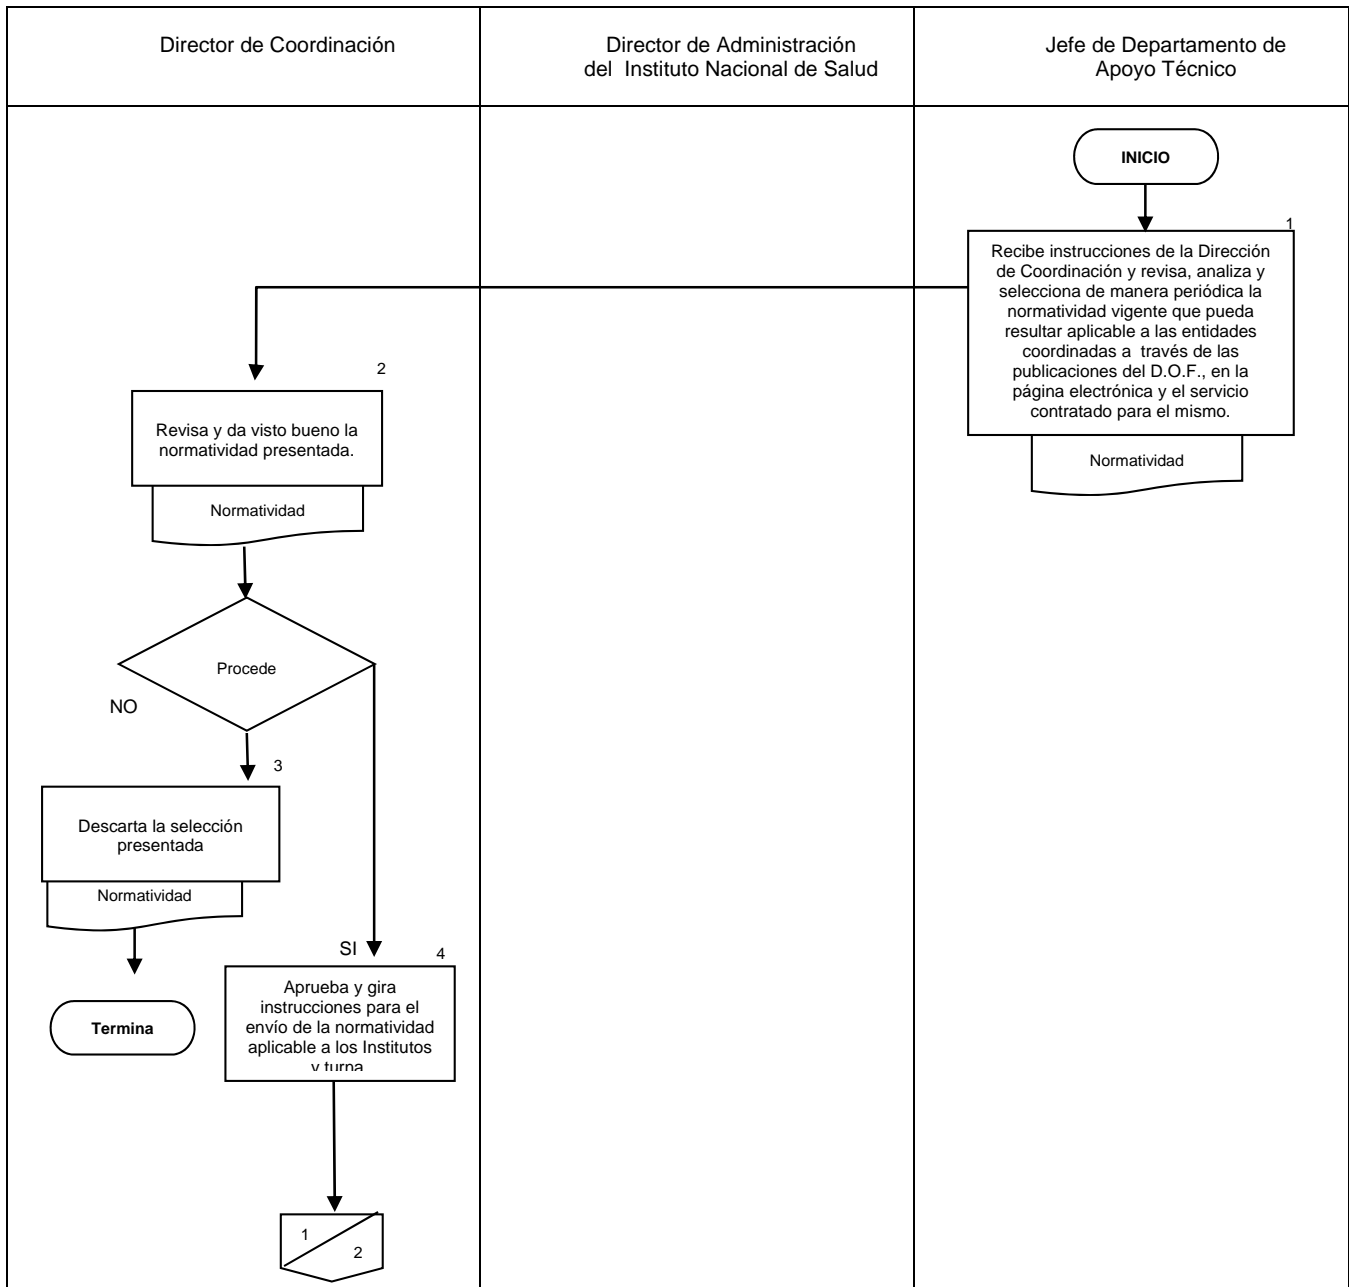 Director de Coordinación
Director de Administración
del Instituto Nacional de Salud
Jefe de Departamento de
Apoyo Técnico
INICIO
1
Recibe instrucciones de la Dirección
de Coordinación y revisa, analiza y
selecciona de manera periódica la
normatividad vigente que pueda
resultar aplicable a las entidades
coordinadas a través de las
publicaciones del D.O.F., en la
página electrónica y el servicio
contratado para el mismo.
Normatividad
2
Revisa y da visto bueno la
normatividad presentada.
Normatividad
Procede
NO
3
Descarta la selección
presentada
Normatividad
Termina
SI
4
Aprueba y gira
instrucciones para el
envío de la normatividad
aplicable a los Institutos
y turna
1
2